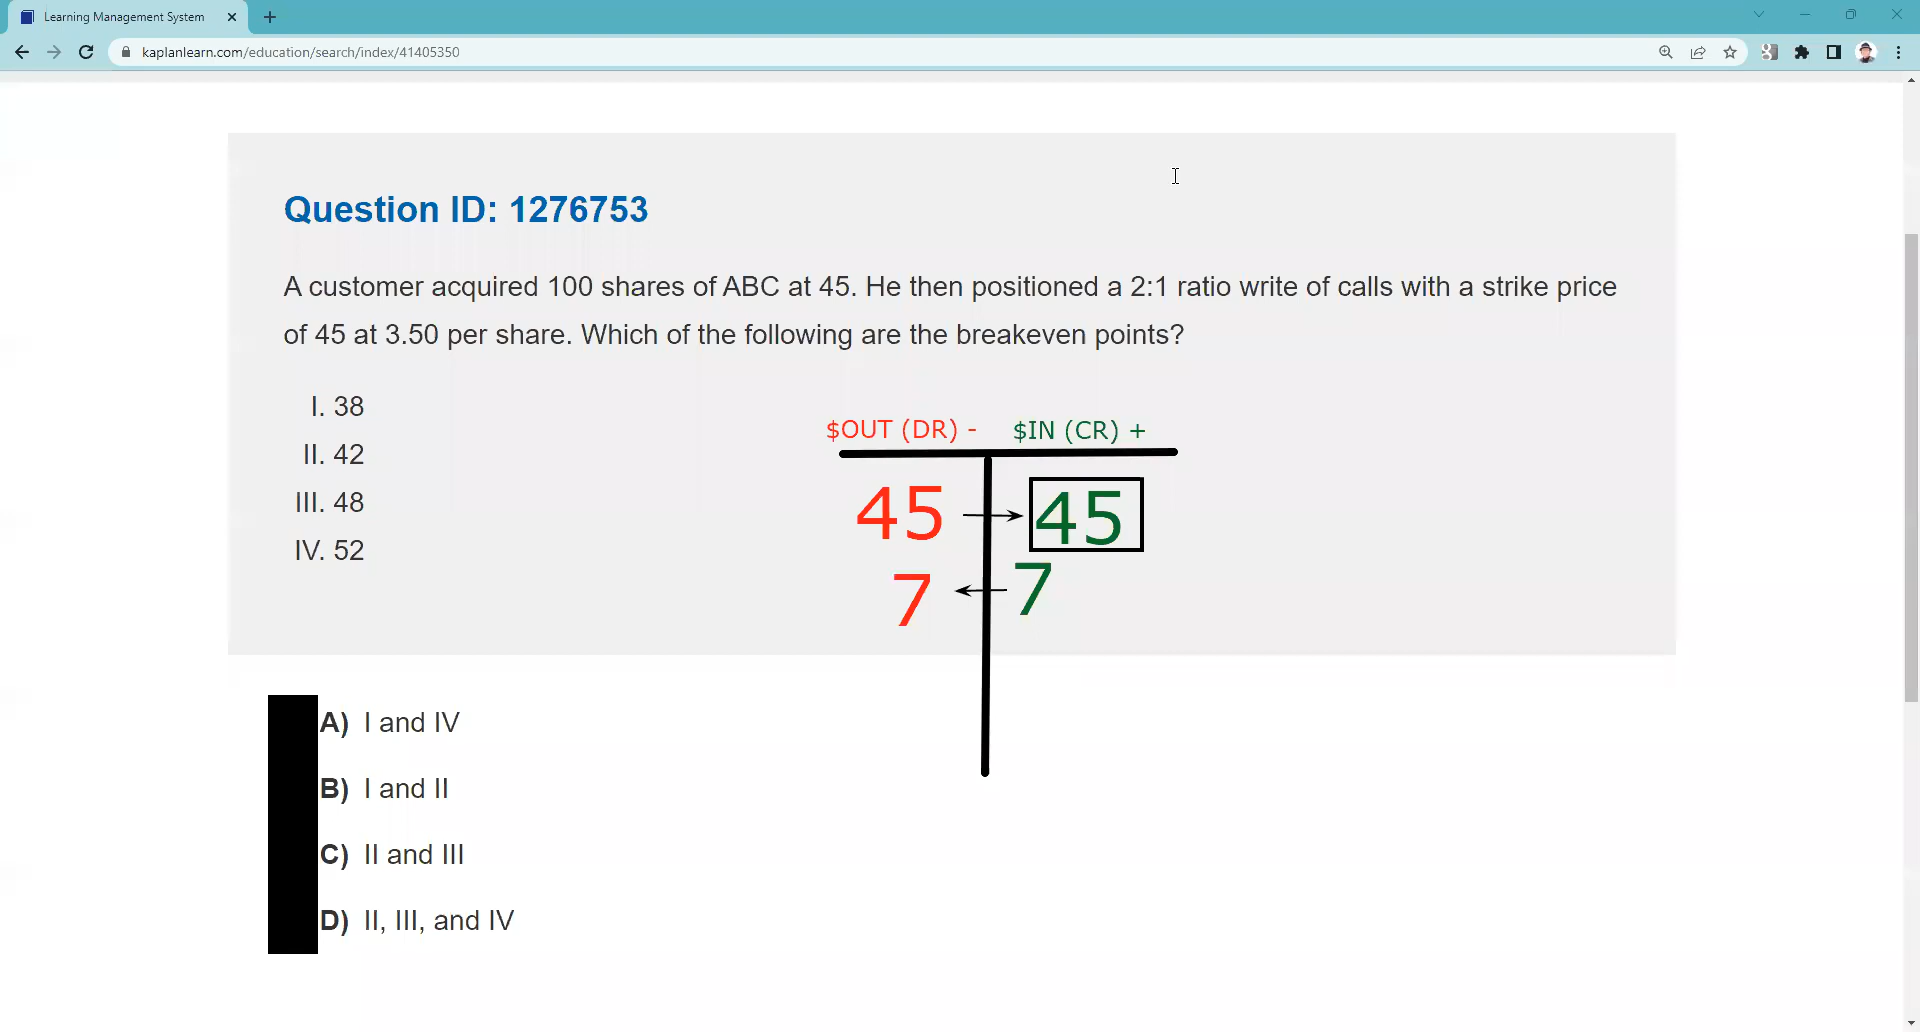 Learning Management System
kaplanlearn.com/education/search/index/41405350
Question ID: 1276753
A customer acquired 100 shares of ABC at 45. He then positioned a 2:1 ratio write of calls with a strike price
of 45 at 3.50 per share. Which of the following are the breakeven points?
I. 38
II. 42
III. 48
IV. 52
$OUT (DR) - $IN (CR) +
45 45
7 7
A) I and IV
B) I and II
C) II and III
D) II, III, and IV